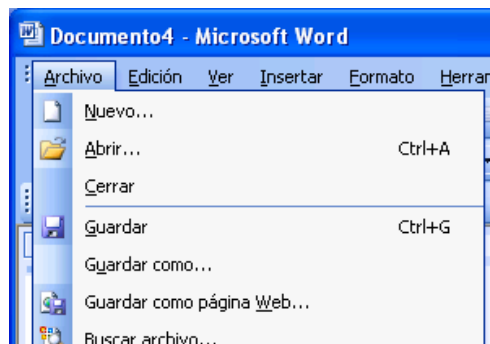 Documento4 - Microsoft Word
Archivo Edición Ver Insertar Formato
Nuevo...
Abrir... Ctrl+A
Cerrar
Guardar Ctrl+G
Guardar como...
Guardar como página Web...
Buscar archivo...